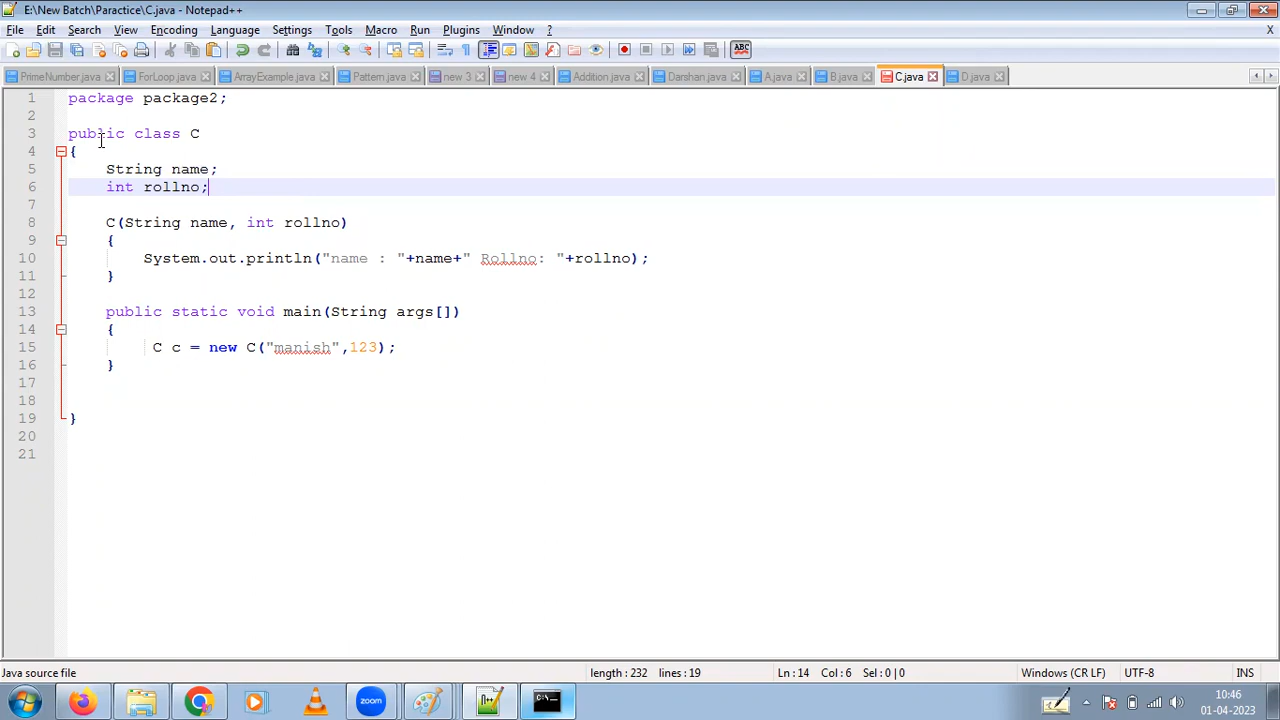 E:\New Batch\Paractice\C.java - Notepad++
File Edit Search View Encoding Language Settings Tools Macro Run Plugins Window ? X
PrimeNumber.java ForLoop.java ArrayExample.java Pattern.java new 3 new 4 Addition.java Darshan.java A.java B.java C.java D.java
1 package package2;
2
3 public class C
4 {
5 String name;
6 int rollno;
7
8 C(String name, int rollno)
9 {
10 System.out.println("name : "+name+" Rollno: "+rollno);
11 }
12
13 public static void main(String args[])
14 {
15 C c = new C("manish",123);
16 }
17
18
19 }
20
21
Java source file length : 232 lines : 19 Ln : 14 Col : 6 Sel : 0 | 0 Windows (CR LF) UTF-8 INS
zoom
10:46
01-04-2023